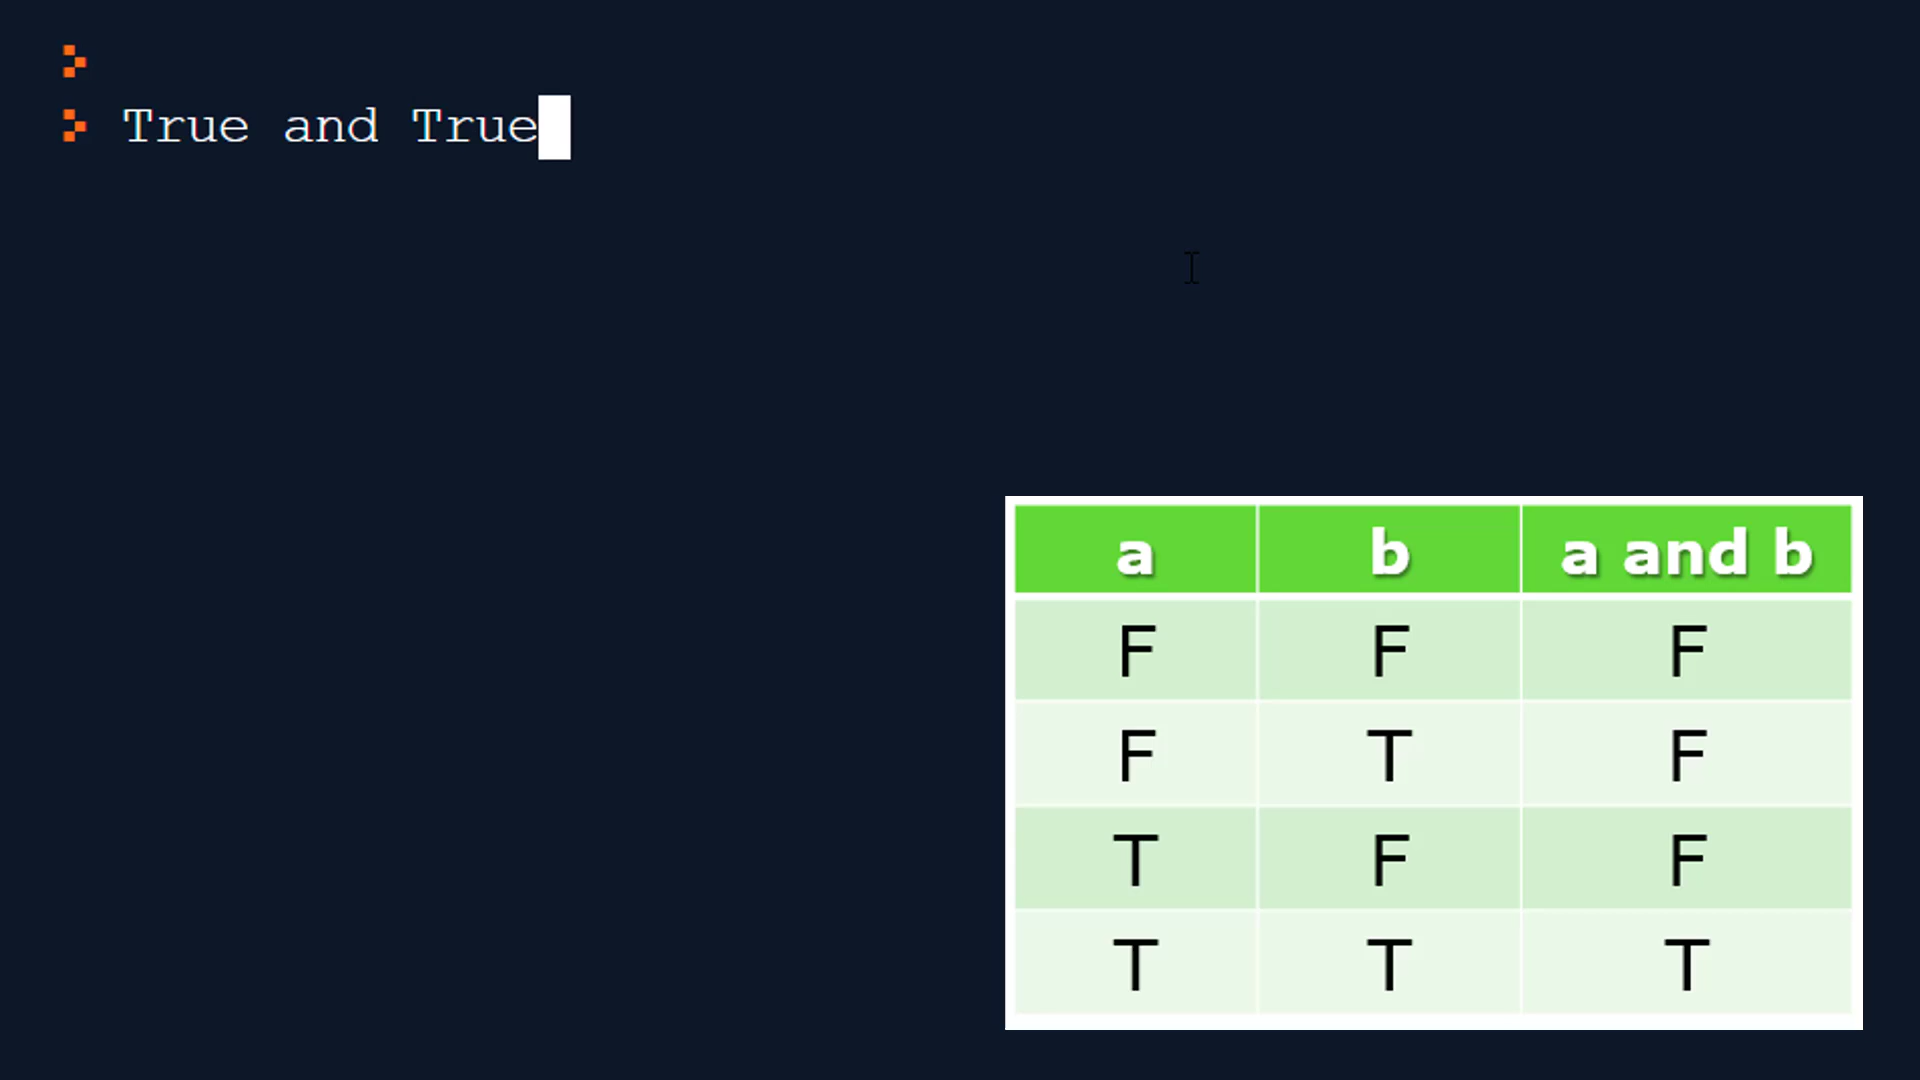 True and True
a b a and b
F F F
F T F
T F F
T T T